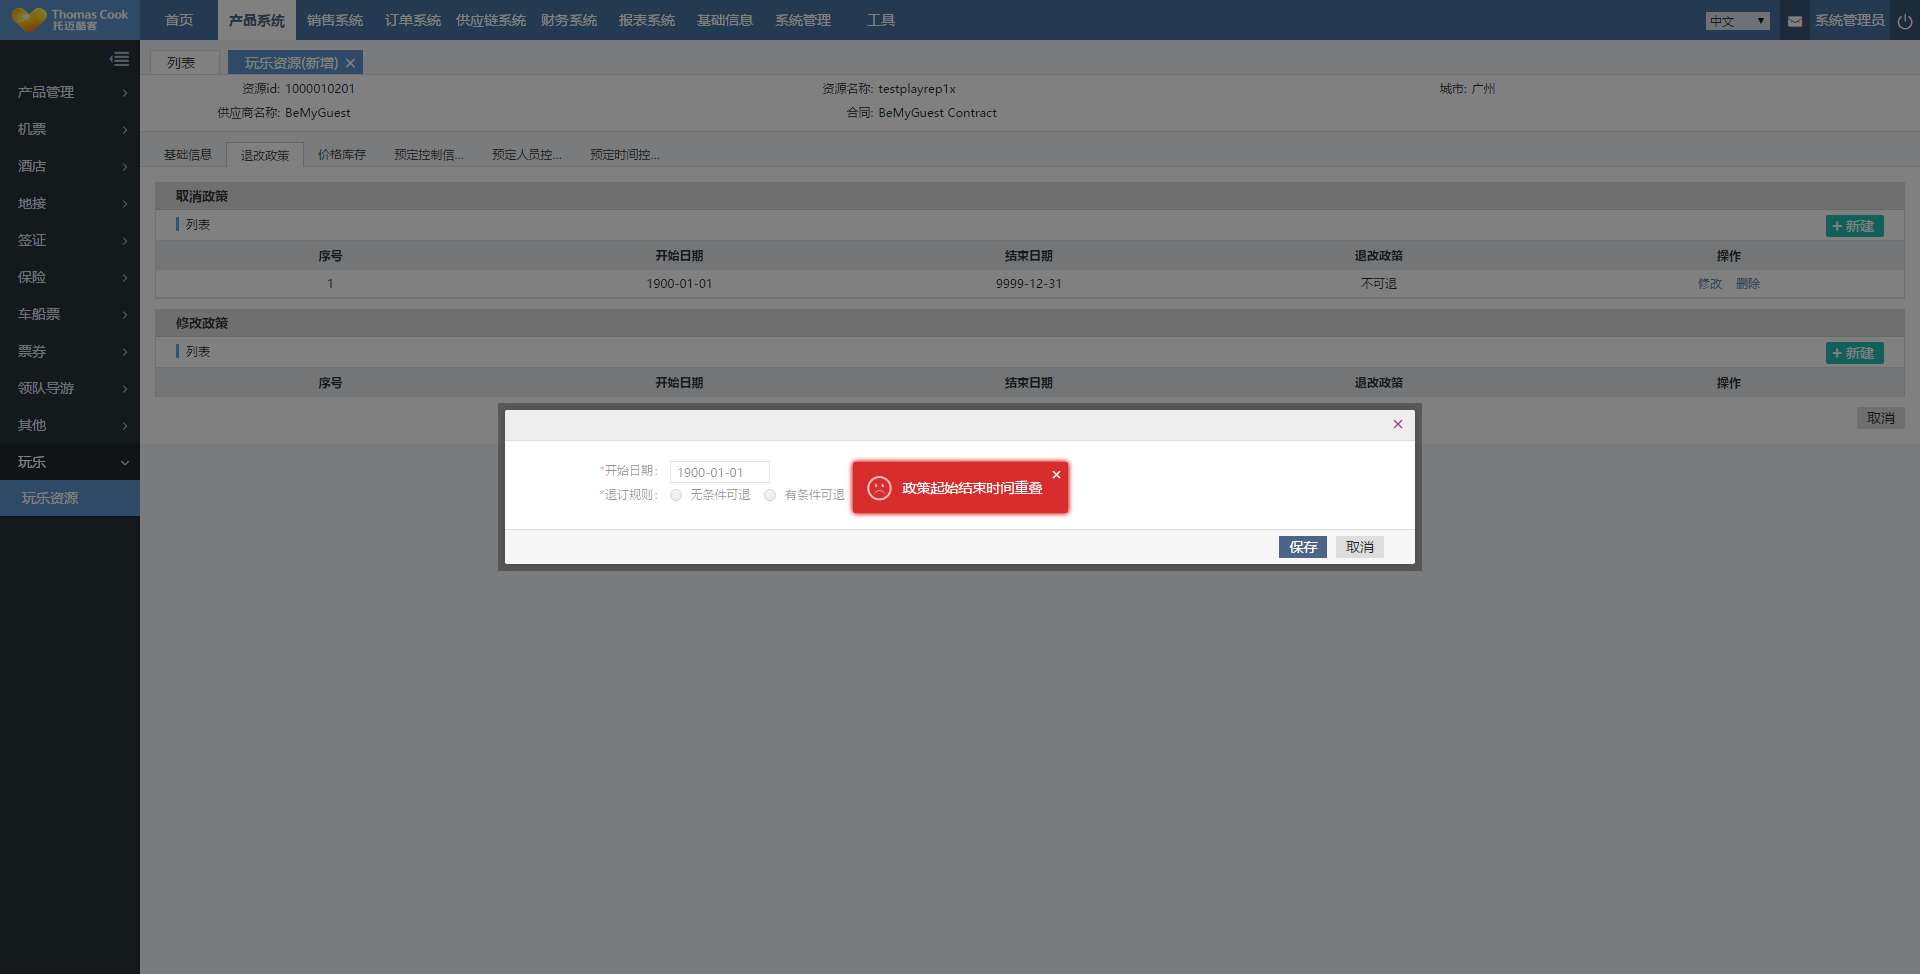 Thomas Cook
托迈酷客
首页 产品系统 销售系统 订单系统 供应链系统 财务系统 报表系统 基础信息 系统管理 工具 中文 系统管理员
列表 玩乐资源(新增)
资源id: 1000010201 资源名称: testplayrep1x 城市: 广州
供应商名称: BeMyGuest 合同: BeMyGuest Contract
基础信息 退改政策 价格库存 预定控制信... 预定人员控... 预定时间控...
产品管理
机票
酒店
地接
签证
保险
车船票
票券
领队导游
其他
玩乐
玩乐资源
取消政策
列表 + 新建
序号 开始日期 结束日期 退改政策 操作
1 1900-01-01 9999-12-31 不可退 修改 删除
修改政策
列表 + 新建
序号 开始日期 结束日期 退改政策 操作
取消
*开始日期: 1900-01-01
*退订规则: 无条件可退 有条件可退
政策起始结束时间重叠
保存 取消